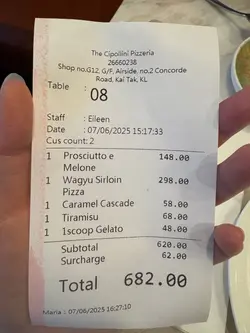 The Cipollini Pizzeria
26660238
Shop no.G12, G/F, Airside, no.2 Concorde
Road, Kai Tak, KL
Table : 08
Staff : Eileen
Date : 07/06/2025 15:17:33
Cus count: 2
1 Prosciutto e 148.00
Melone
1 Wagyu Sirloin 298.00
Pizza
1 Caramel Cascade 58.00
1 Tiramisu 68.00
1 1scoop Gelato 48.00
Subtotal 620.00
Surcharge 62.00
Total 682.00
Maria : 07/06/2025 16:27:10